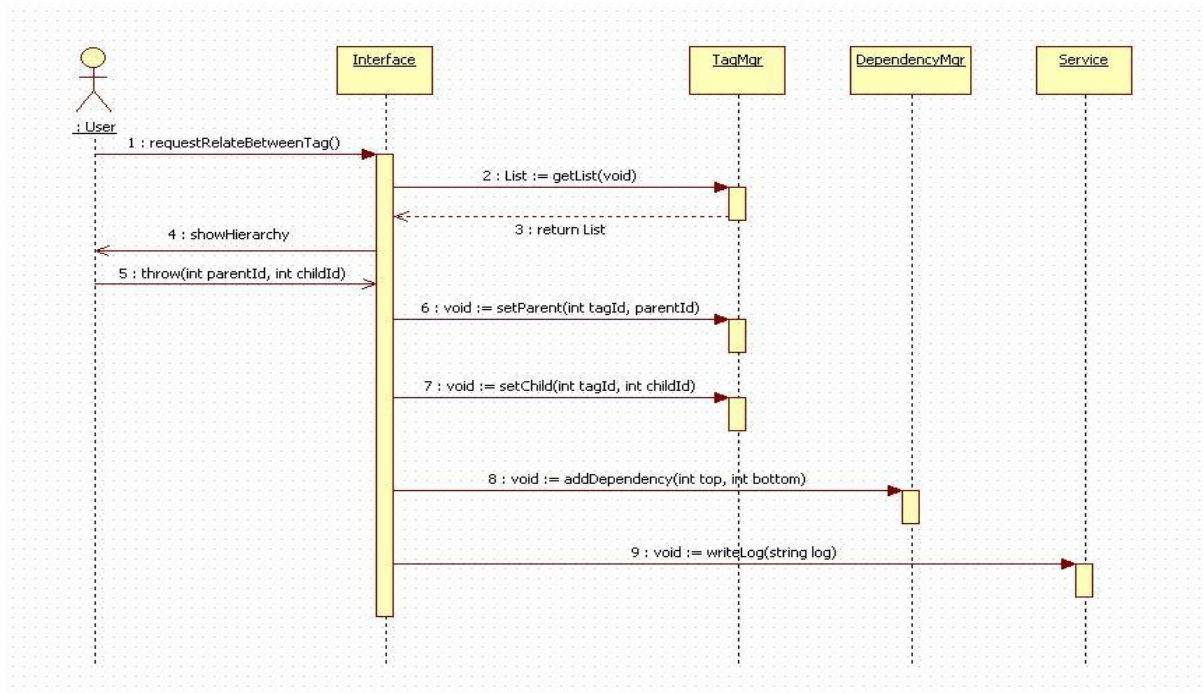 Interface
TagMgr
DependencyMgr
Service
: User
1 : requestRelateBetweenTag()
2 : List := getList(void)
3 : return List
4 : showHierarchy
5 : throw(int parentId, int childId)
6 : void := setParent(int tagId, parentId)
7 : void := setChild(int tagId, int childId)
8 : void := addDependency(int top, int bottom)
9 : void := writeLog(string log)